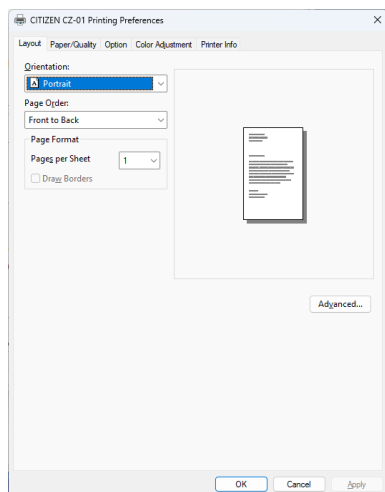 CITIZEN CZ-01 Printing Preferences
Layout Paper/Quality Option Color Adjustment Printer Info
Orientation:
Portrait
Page Order:
Front to Back
Page Format
Pages per Sheet 1
Draw Borders
Advanced...
OK Cancel Apply